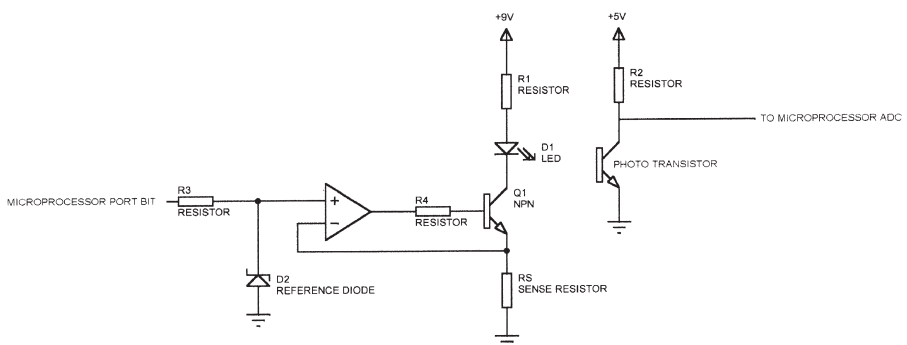 +9V
+5V
R1
RESISTOR
R2
RESISTOR
TO MICROPROCESSOR ADC
D1
LED
PHOTO TRANSISTOR
R3
MICROPROCESSOR PORT BIT
RESISTOR
+
−
R4
RESISTOR
Q1
NPN
D2
REFERENCE DIODE
RS
SENSE RESISTOR